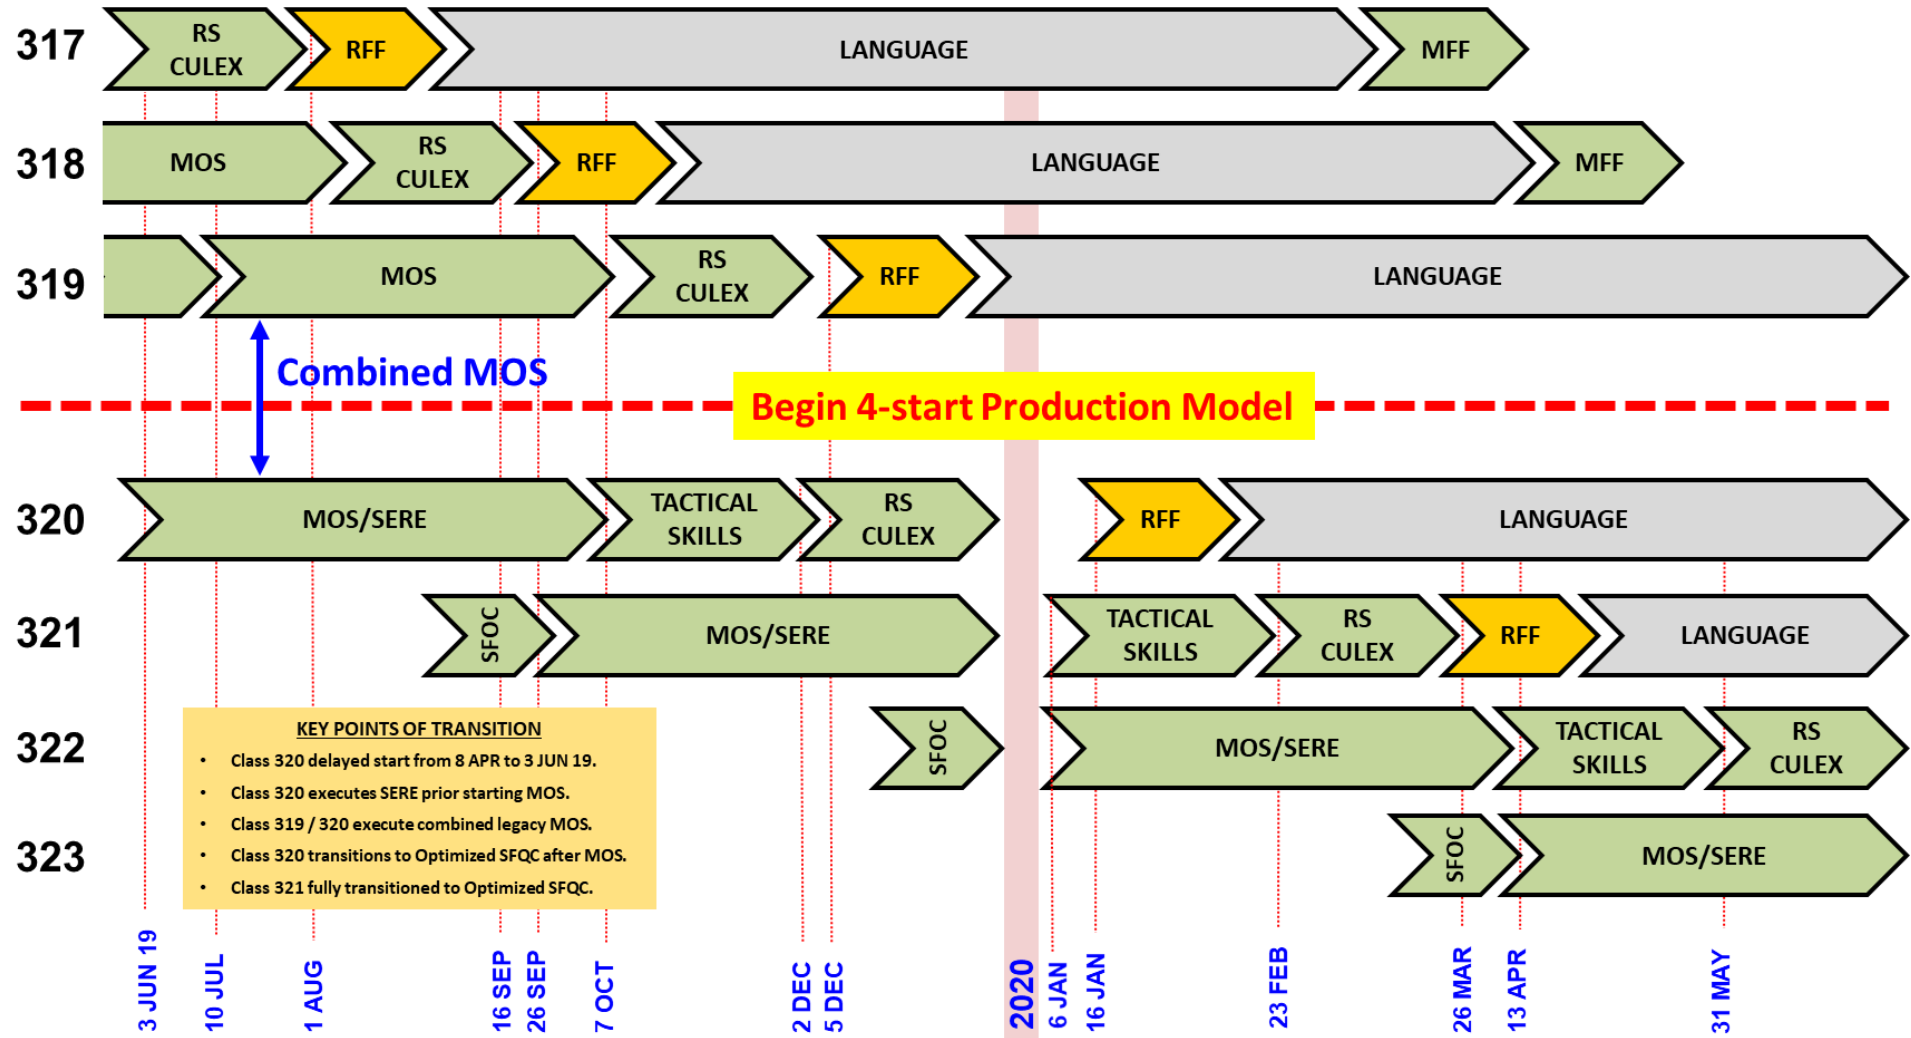 317
RS
CULEX
RFF
LANGUAGE
MFF
318
MOS
RS
CULEX
RFF
LANGUAGE
MFF
319
MOS
RS
CULEX
RFF
LANGUAGE
Combined MOS
Begin 4-start Production Model
320
MOS/SERE
TACTICAL
SKILLS
RS
CULEX
RFF
LANGUAGE
321
SFOC
MOS/SERE
TACTICAL
SKILLS
RS
CULEX
RFF
LANGUAGE
322
SFOC
MOS/SERE
TACTICAL
SKILLS
RS
CULEX
323
SFOC
MOS/SERE
KEY POINTS OF TRANSITION
• Class 320 delayed start from 8 APR to 3 JUN 19.
• Class 320 executes SERE prior starting MOS.
• Class 319 / 320 execute combined legacy MOS.
• Class 320 transitions to Optimized SFQC after MOS.
• Class 321 fully transitioned to Optimized SFQC.
3 JUN 19
10 JUL
1 AUG
16 SEP
26 SEP
7 OCT
2 DEC
5 DEC
2020
6 JAN
16 JAN
23 FEB
26 MAR
13 APR
31 MAY